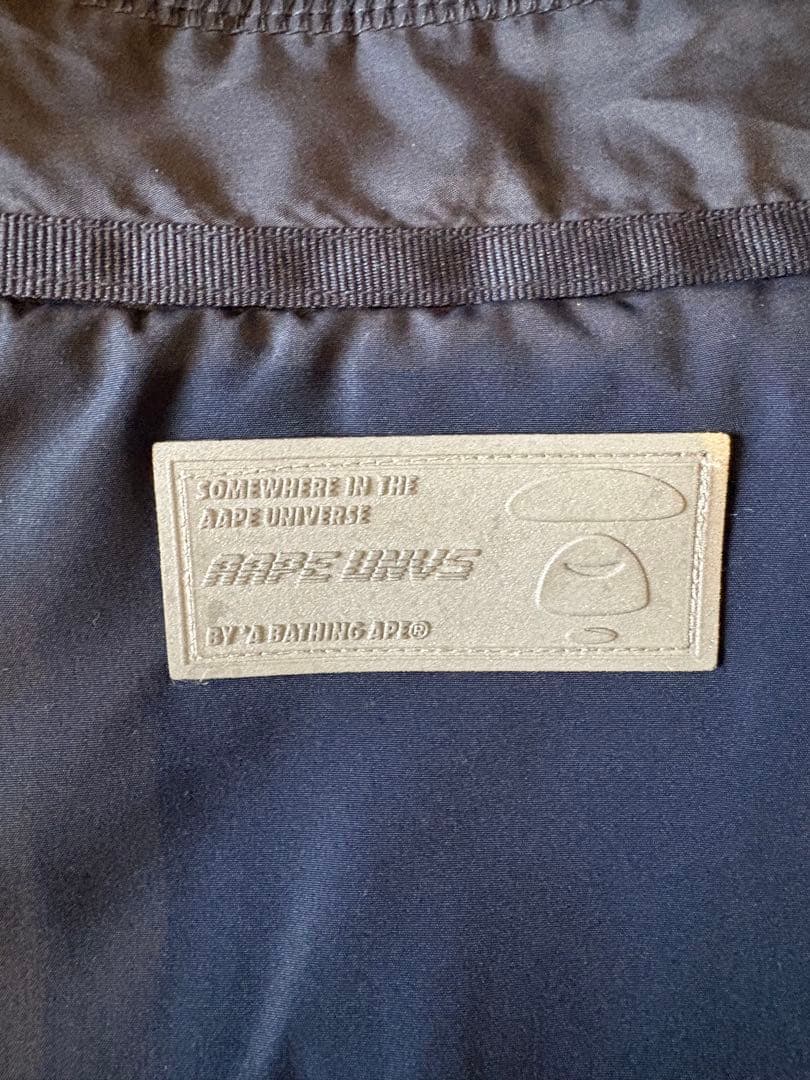 SOMEWHERE IN THE
AAPE UNIVERSE
AAPE UNVS
BY *A BATHING APE®